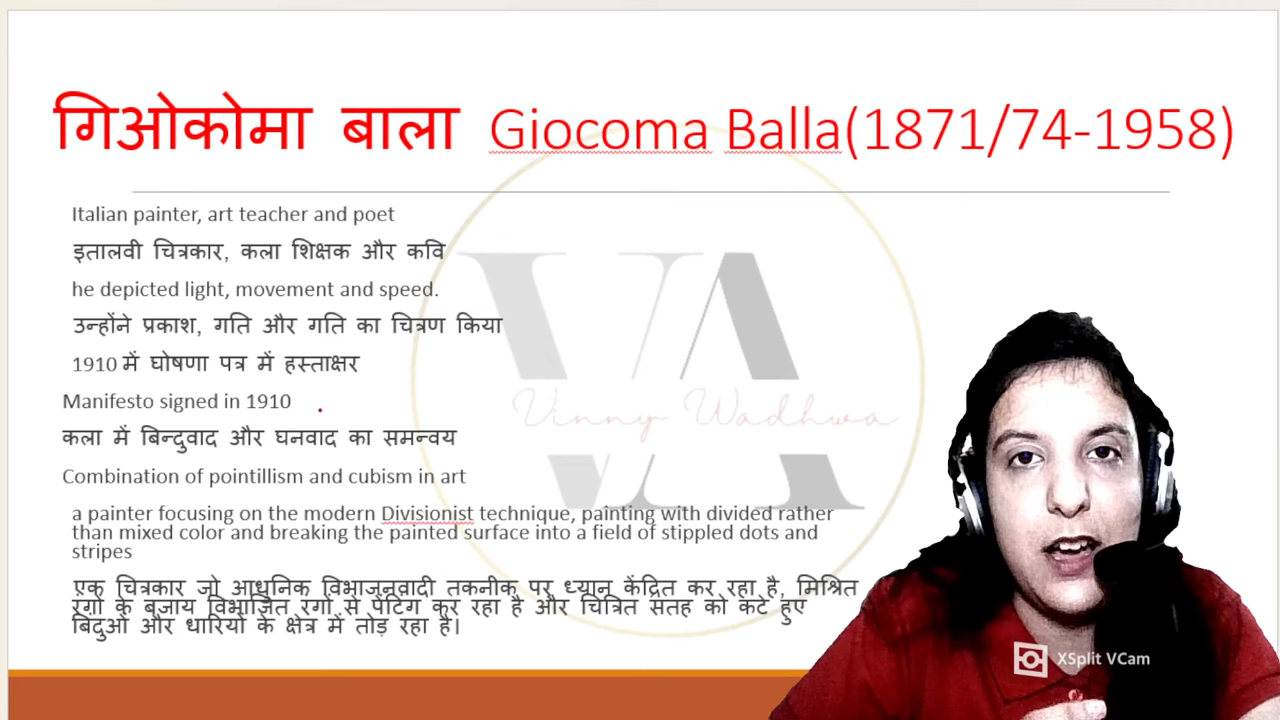 गिओकोमा बाला Giocoma Balla(1871/74-1958)
Italian painter, art teacher and poet
इतालवी चित्रकार, कला शिक्षक और कवि
he depicted light, movement and speed.
उन्होंने प्रकाश, गति और गति का चित्रण किया
1910 में घोषणा पत्र में हस्ताक्षर
Manifesto signed in 1910
कला में बिन्दुवाद और घनवाद का समन्वय
Combination of pointillism and cubism in art
a painter focusing on the modern Divisionist technique, painting with divided rather
than mixed color and breaking the painted surface into a field of stippled dots and
stripes
एक चित्रकार जो आधुनिक विभाजनवादी तकनीक पर ध्यान केंद्रित कर रहा है, मिश्रित
रंगों के बजाय विभाजित रंगों से पेंटिंग कर रहा है और चित्रित सतह को कटे हुए
बिंदुओं और धारियों के क्षेत्र में तोड़ रहा है।
VA
Vinny Wadhwa
XSplit VCam